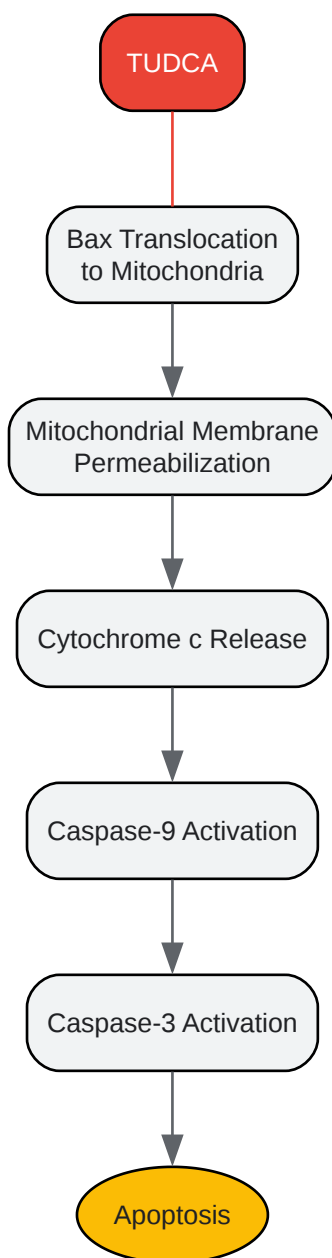 TUDCA
Bax Translocation
to Mitochondria
Mitochondrial Membrane
Permeabilization
Cytochrome c Release
Caspase-9 Activation
Caspase-3 Activation
Apoptosis